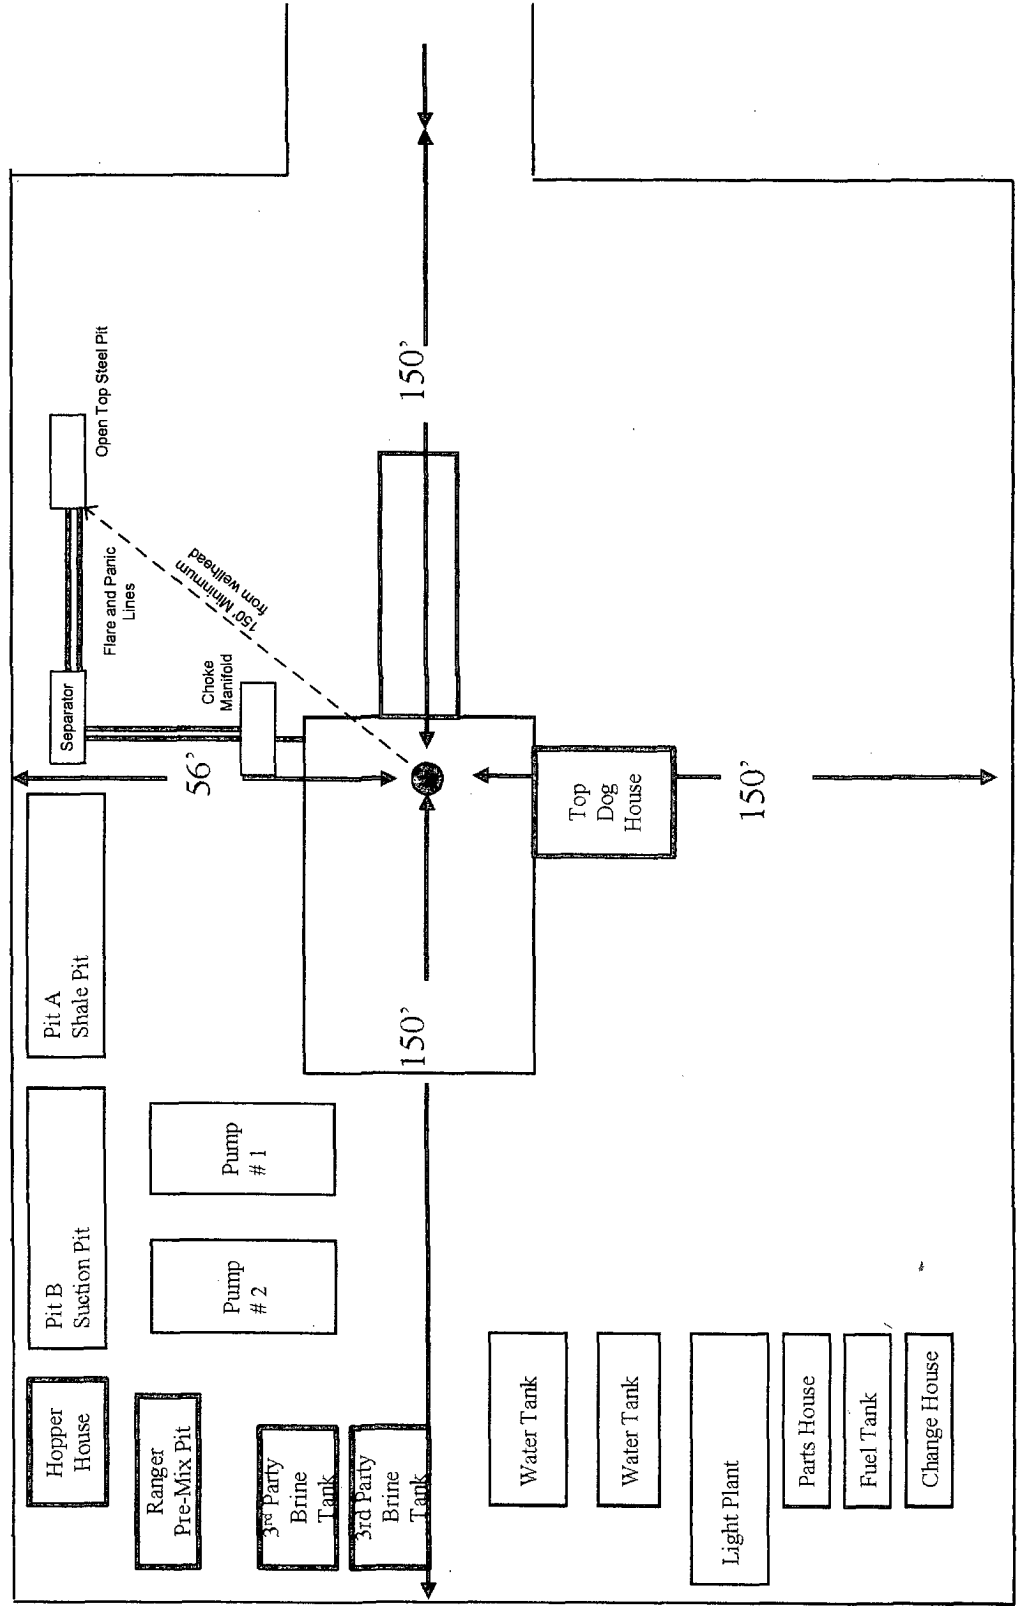 Open Top Steel Pit
Flare and Panic
Lines
Separator
150' Minimum
from wellhead
Choke
Manifold
56'
150'
150'
150'
Top
Dog
House
Pit A
Shale Pit
Pit B
Suction Pit
Hopper
House
Pump
# 1
Pump
# 2
Ranger
Pre-Mix Pit
3rd Party
Brine
Tank
3rd Party
Brine
Tank
Water Tank
Water Tank
Light Plant
Parts House
Fuel Tank
Change House